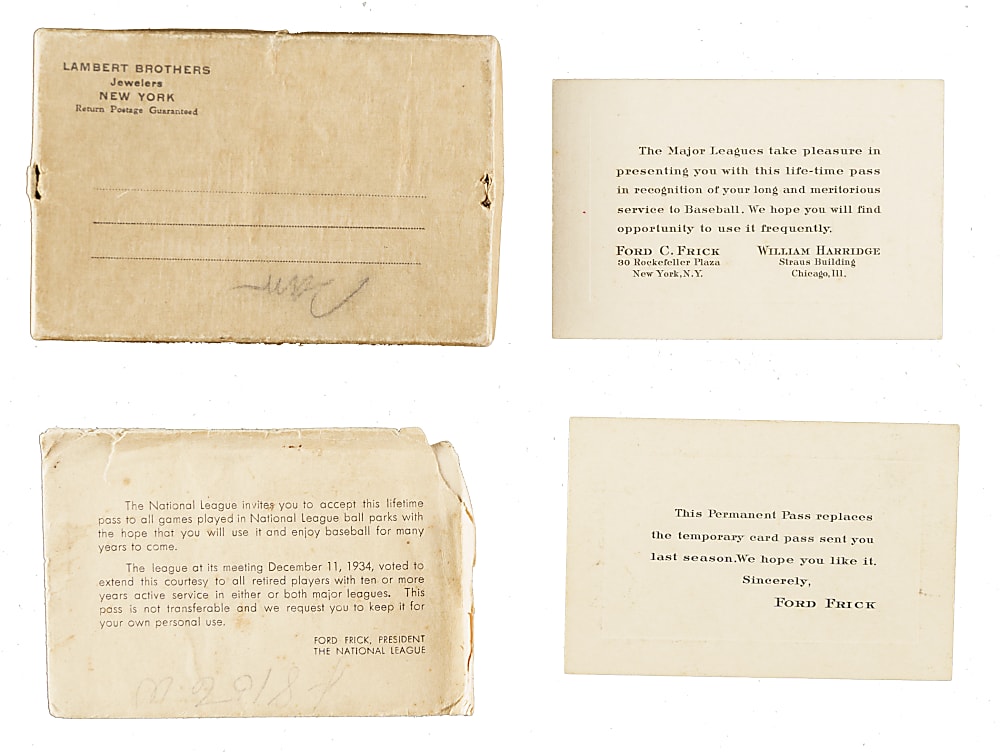 LAMBERT BROTHERS
Jewelers
NEW YORK
Return Postage Guaranteed
The Major Leagues take pleasure in
presenting you with this life-time pass
in recognition of your long and meritorious
service to Baseball. We hope you will find
opportunity to use it frequently.
FORD C. FRICK WILLIAM HARRIDGE
30 Rockefeller Plaza Straus Building
New York, N.Y. Chicago, Ill.
The National League invites you to accept this lifetime
pass to all games played in National League ball parks with
the hope that you will use it and enjoy baseball for many
years to come.
The league at its meeting December 11, 1934, voted to
extend this courtesy to all retired players with ten or more
years active service in either or both major leagues. This
pass is not transferable and we request you to keep it for
your own personal use.
FORD FRICK, PRESIDENT
THE NATIONAL LEAGUE
This Permanent Pass replaces
the temporary card pass sent you
last season. We hope you like it.
Sincerely,
FORD FRICK